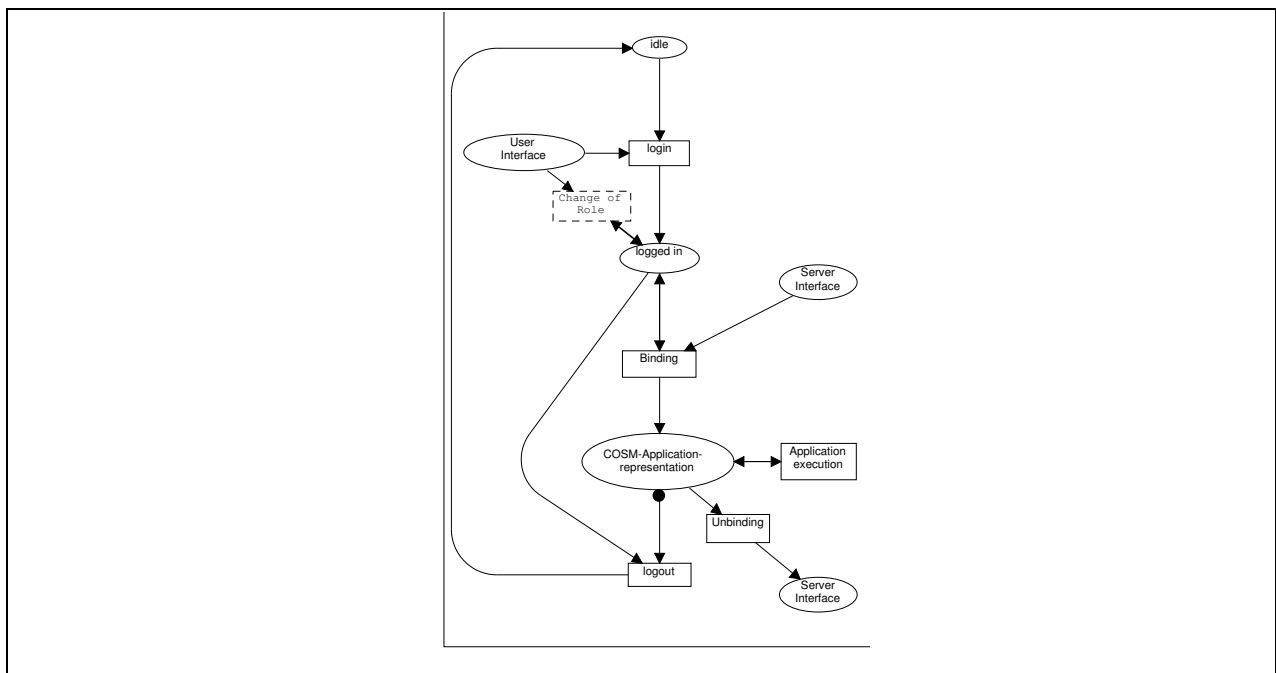 idle
User
Interface
login
Change of
Role
logged in
Server
Interface
Binding
COSM-Application-
representation
Application
execution
Unbinding
logout
Server
Interface